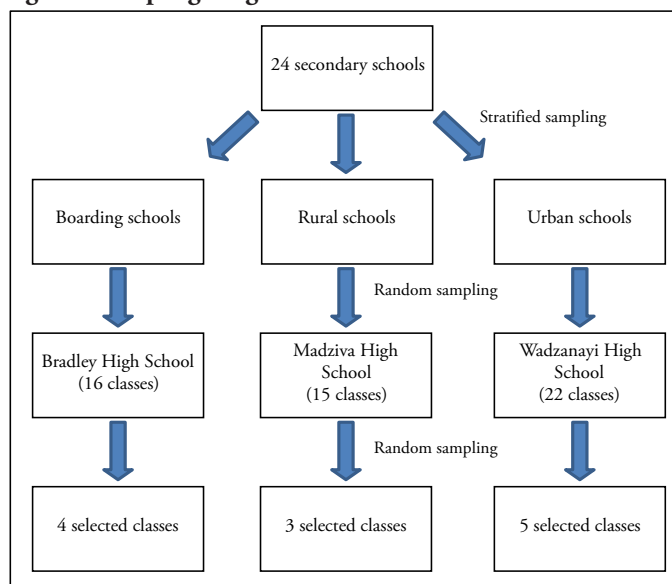 24 secondary schools
Stratified sampling
Boarding schools
Rural schools
Urban schools
Random sampling
Bradley High School
(16 classes)
Madziva High
School
(15 classes)
Wadzanayi High
School
(22 classes)
Random sampling
4 selected classes
3 selected classes
5 selected classes